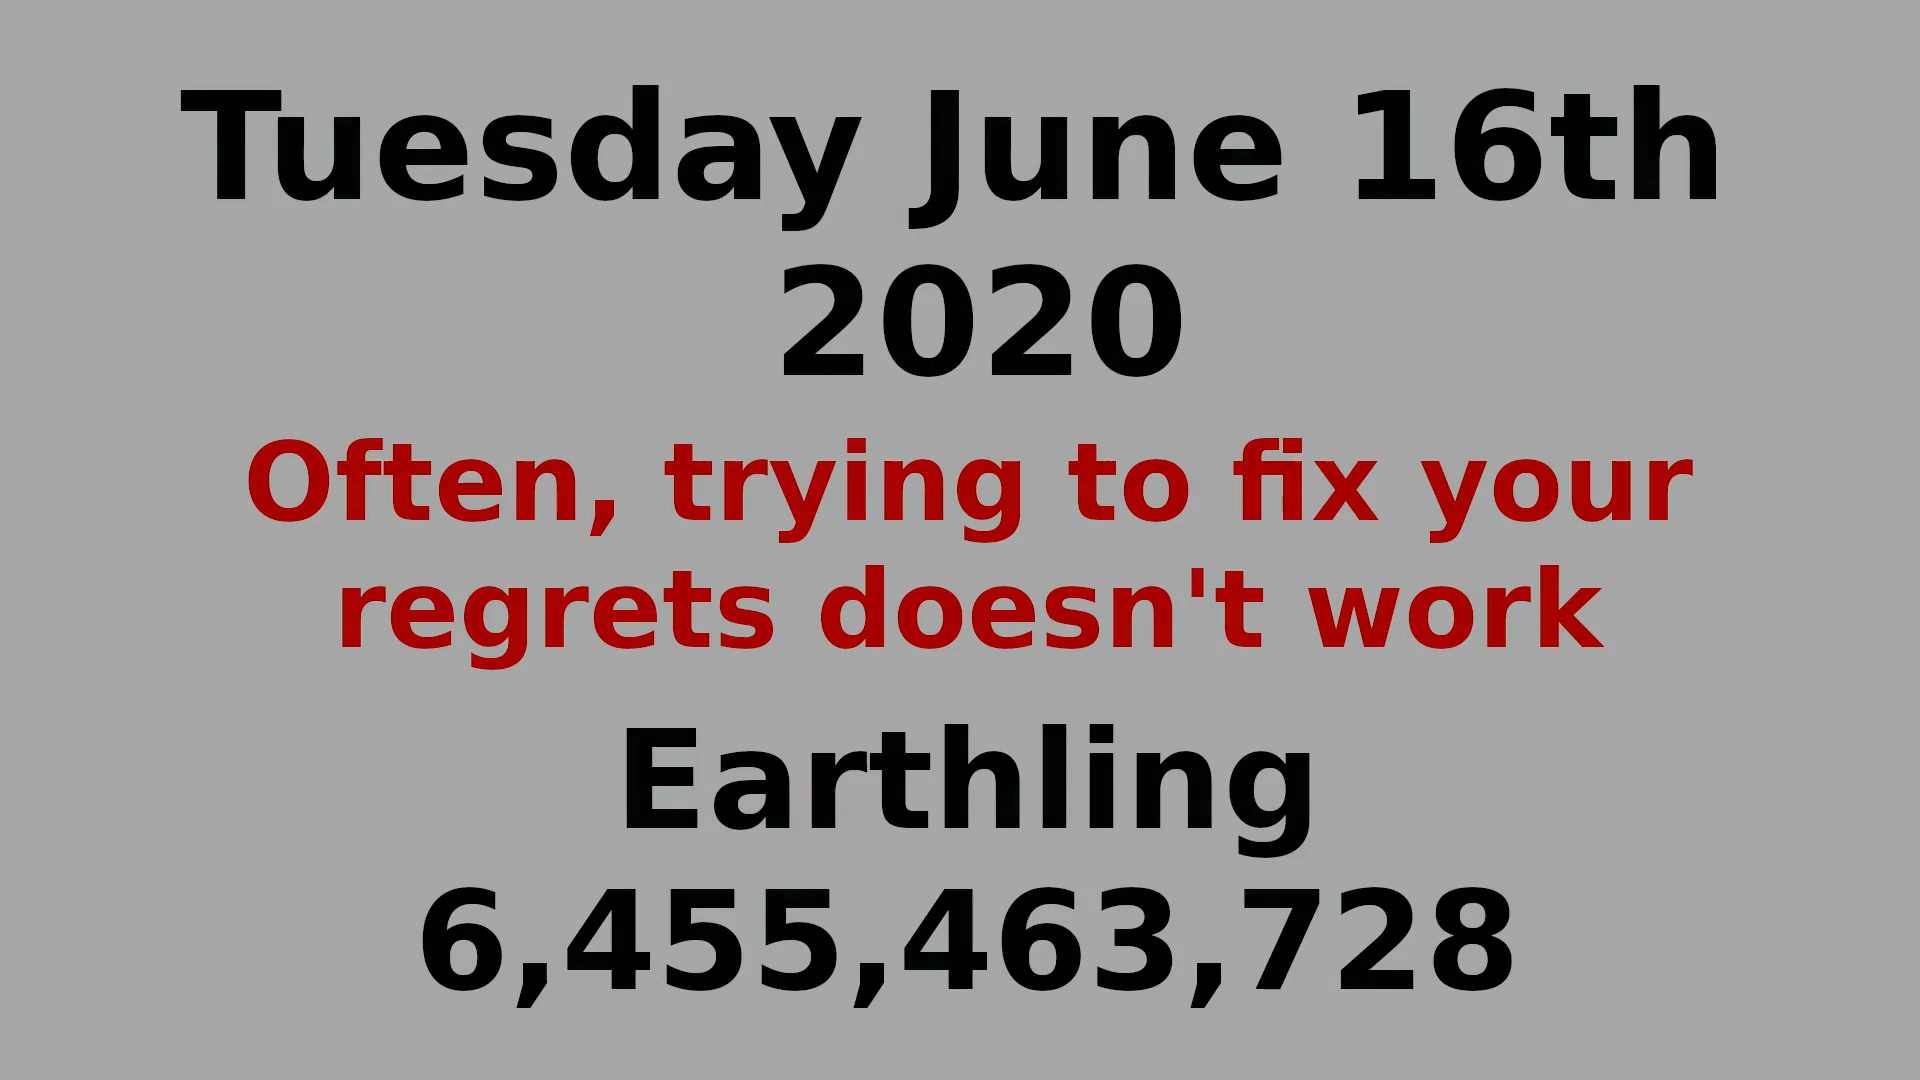 Tuesday June 16th
2020
Often, trying to fix your
regrets doesn't work
Earthling
6,455,463,728